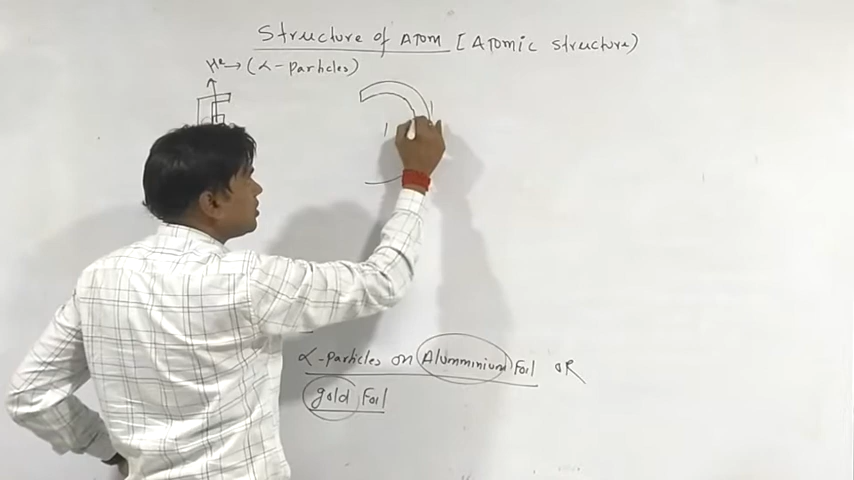 Structure of Atom [Atomic structure)
He → (α-particles)
α-particles on Alumminium Foil OR
gold Foil